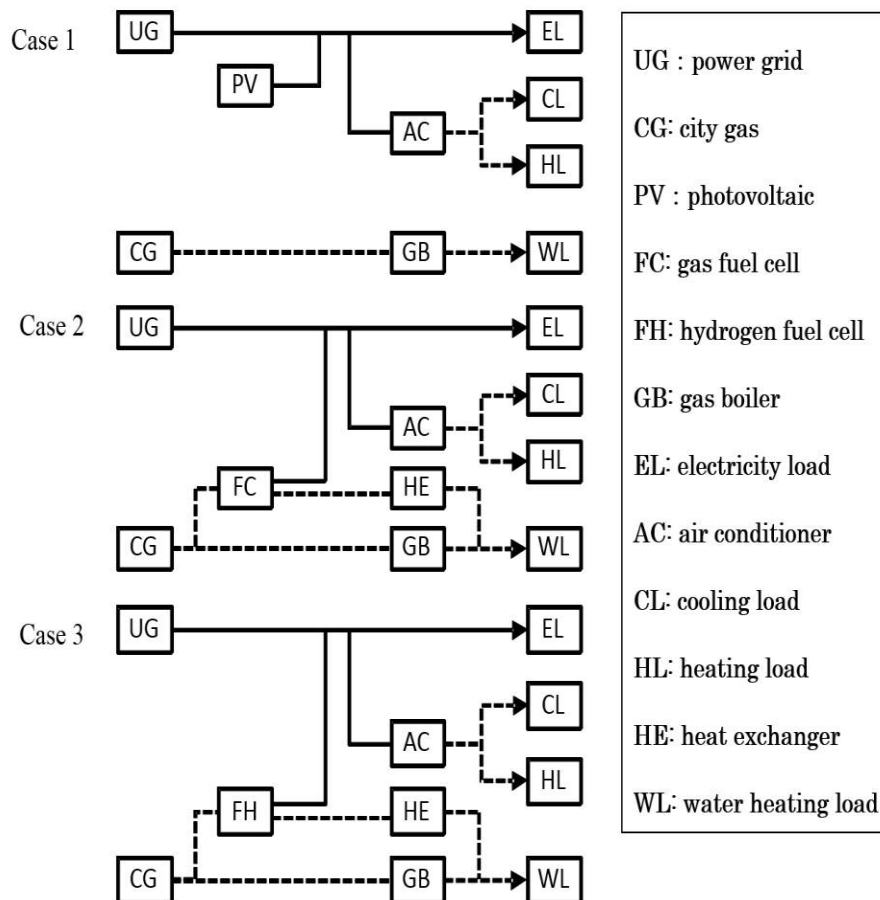 Case 1
UG
EL
PV
CL
AC
HL
CG
GB
WL
Case 2
UG
EL
CL
AC
HL
FC
HE
CG
GB
WL
Case 3
UG
EL
CL
AC
HL
FH
HE
CG
GB
WL
UG : power grid
CG: city gas
PV : photovoltaic
FC: gas fuel cell
FH: hydrogen fuel cell
GB: gas boiler
EL: electricity load
AC: air conditioner
CL: cooling load
HL: heating load
HE: heat exchanger
WL: water heating load